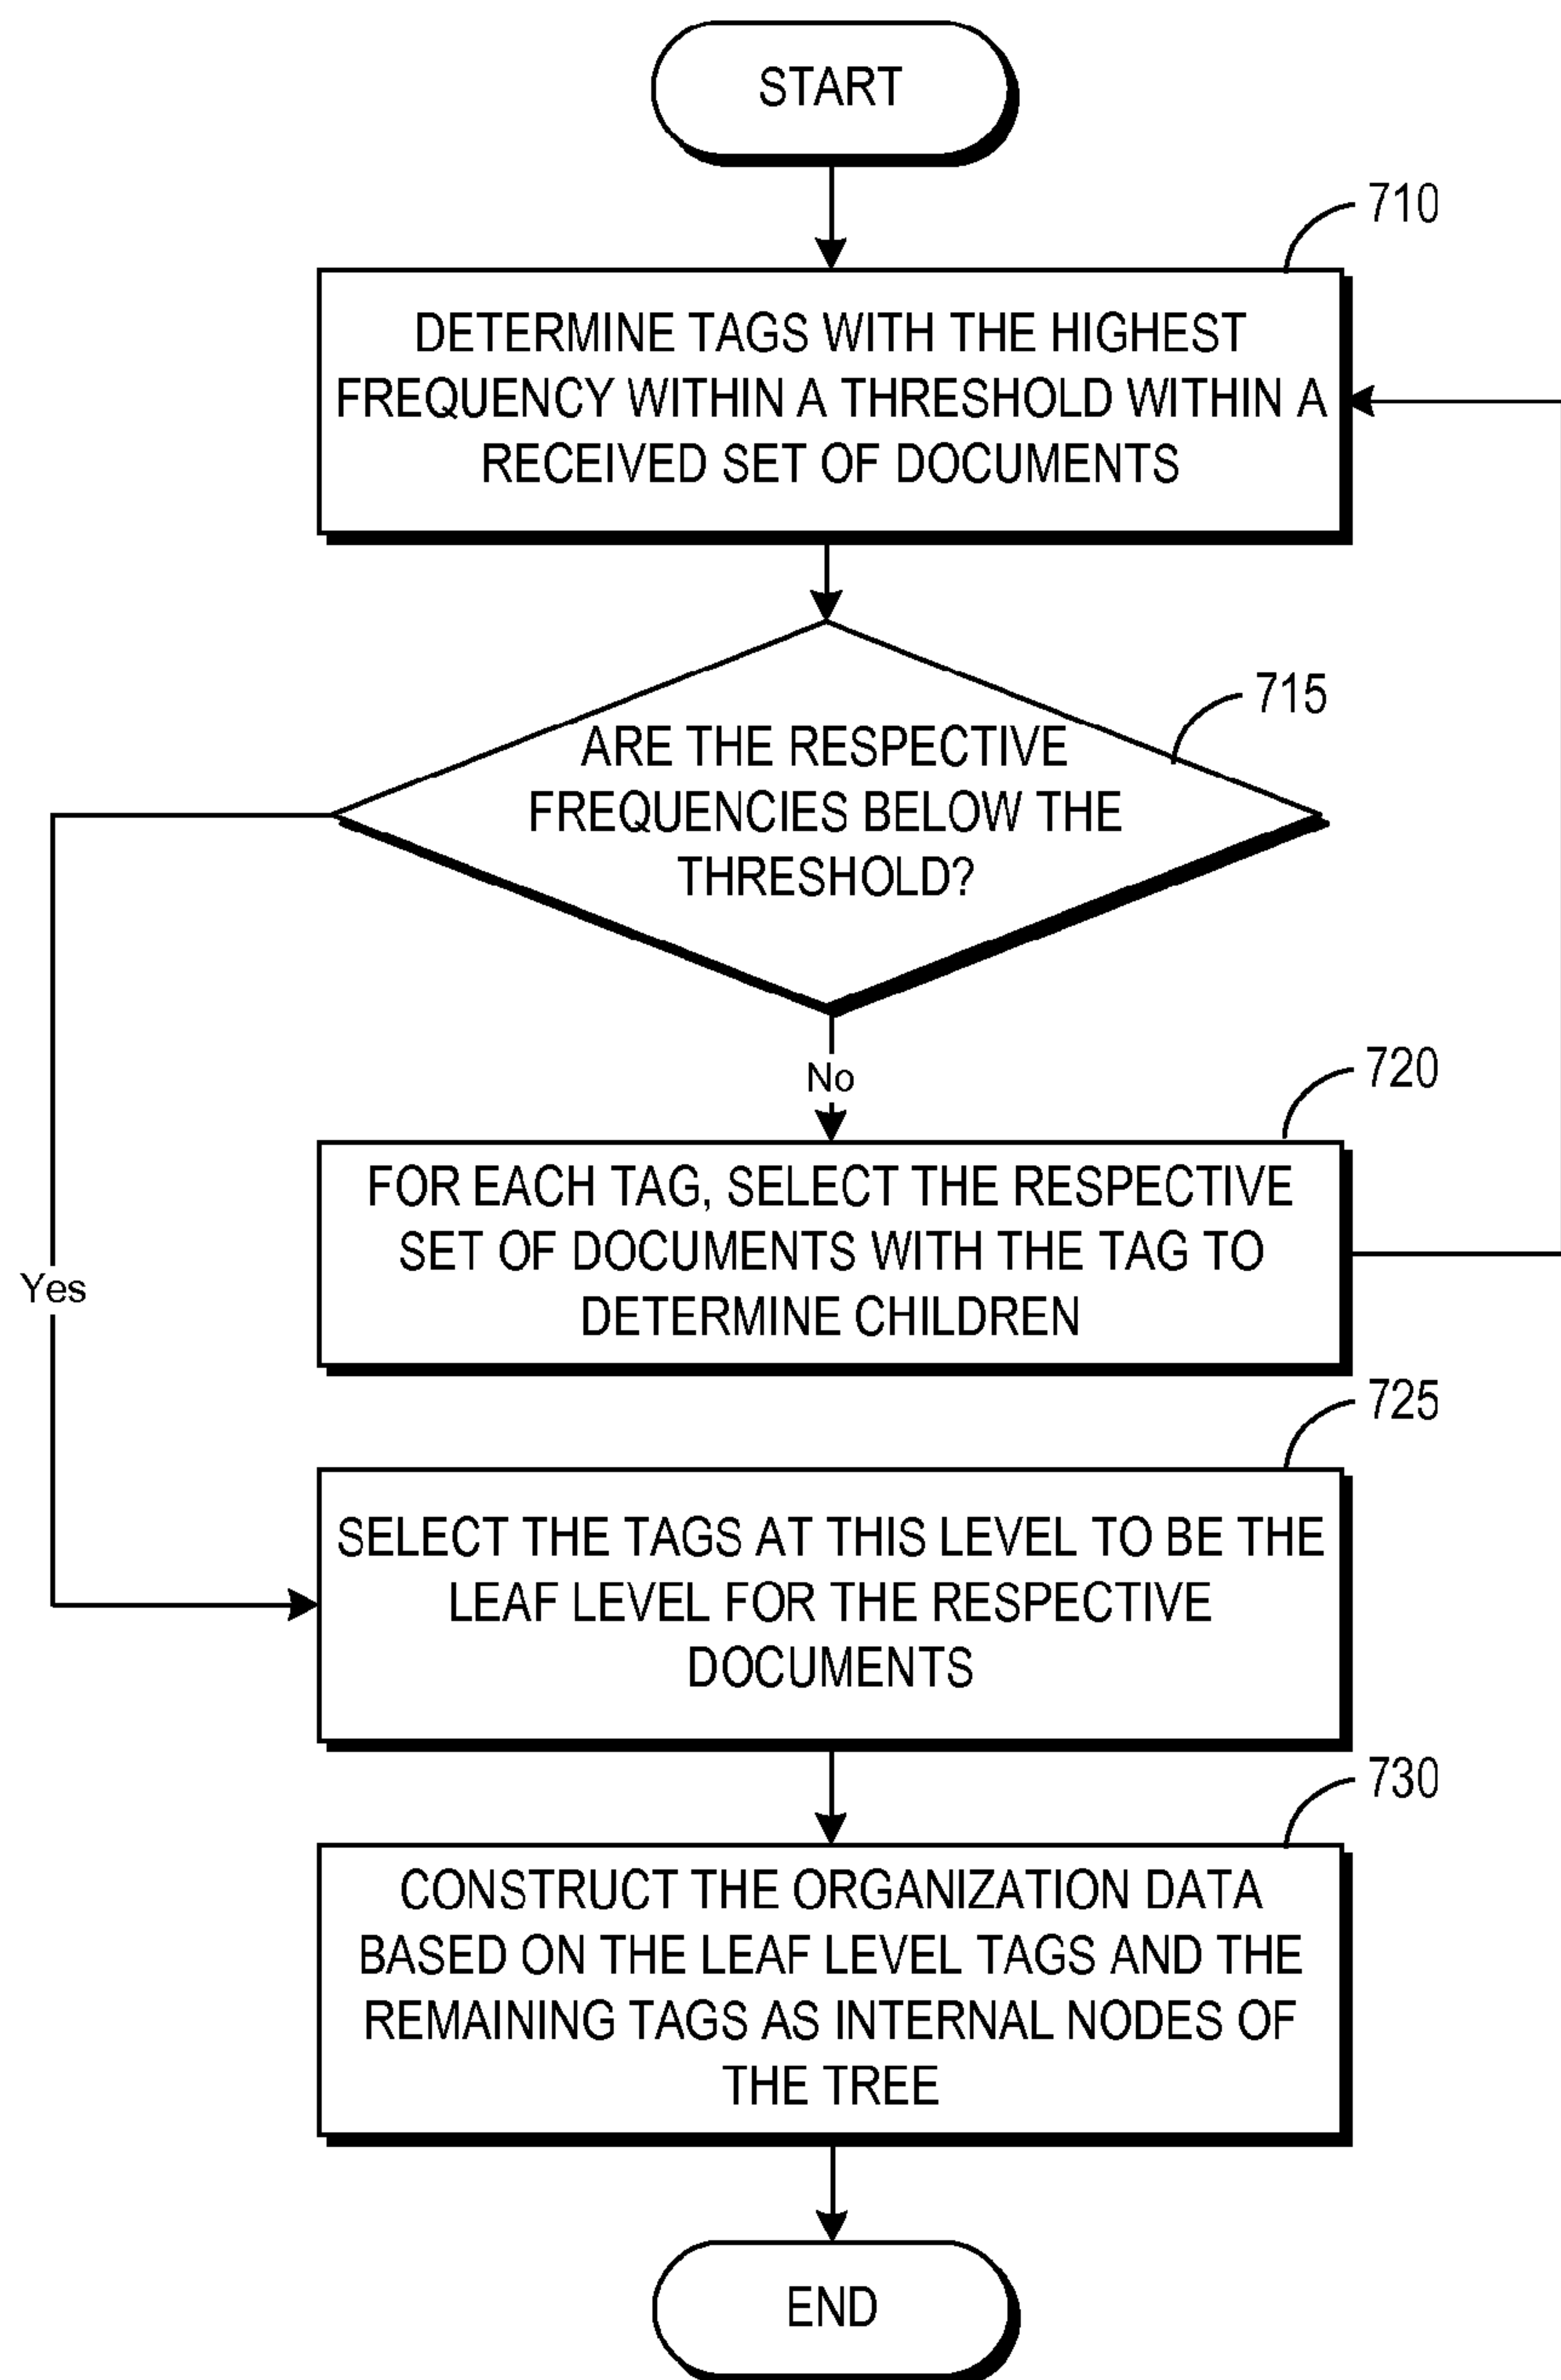 START
710
DETERMINE TAGS WITH THE HIGHEST
FREQUENCY WITHIN A THRESHOLD WITHIN A
RECEIVED SET OF DOCUMENTS
715
ARE THE RESPECTIVE
FREQUENCIES BELOW THE
THRESHOLD?
No
720
FOR EACH TAG, SELECT THE RESPECTIVE
SET OF DOCUMENTS WITH THE TAG TO
DETERMINE CHILDREN
Yes
725
SELECT THE TAGS AT THIS LEVEL TO BE THE
LEAF LEVEL FOR THE RESPECTIVE
DOCUMENTS
730
CONSTRUCT THE ORGANIZATION DATA
BASED ON THE LEAF LEVEL TAGS AND THE
REMAINING TAGS AS INTERNAL NODES OF
THE TREE
END